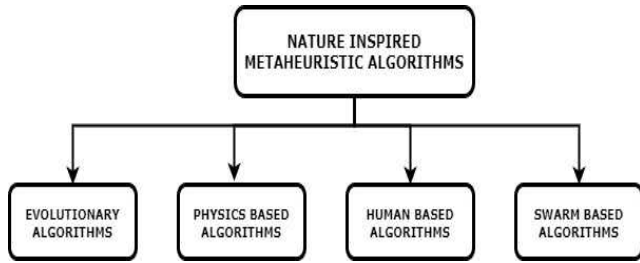 NATURE INSPIRED
METAHEURISTIC ALGORITHMS
EVOLUTIONARY
ALGORITHMS
PHYSICS BASED
ALGORITHMS
HUMAN BASED
ALGORITHMS
SWARM BASED
ALGORITHMS